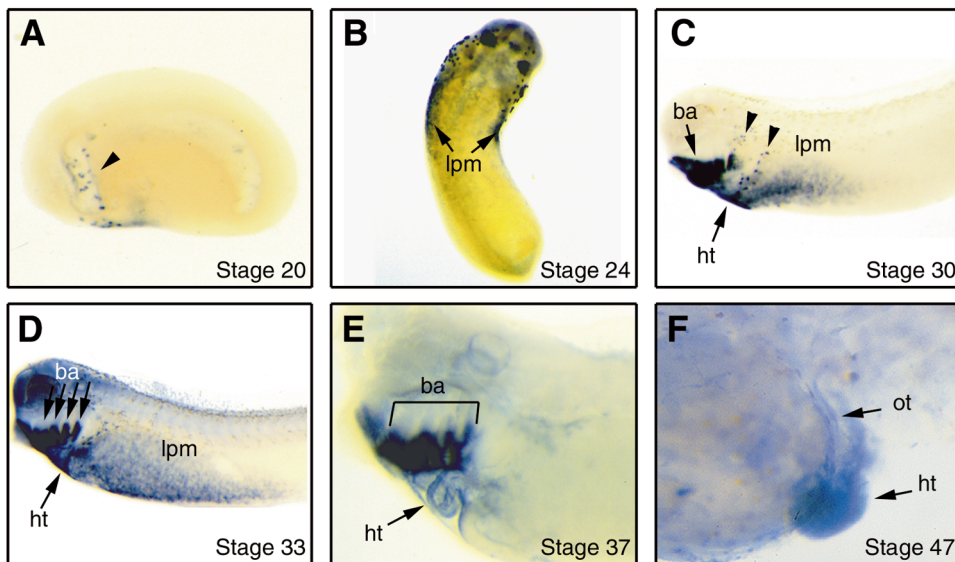 A
Stage 20
B
lpm
Stage 24
C
ba
lpm
ht
Stage 30
D
ba
lpm
ht
Stage 33
E
ba
ht
Stage 37
F
ot
ht
Stage 47